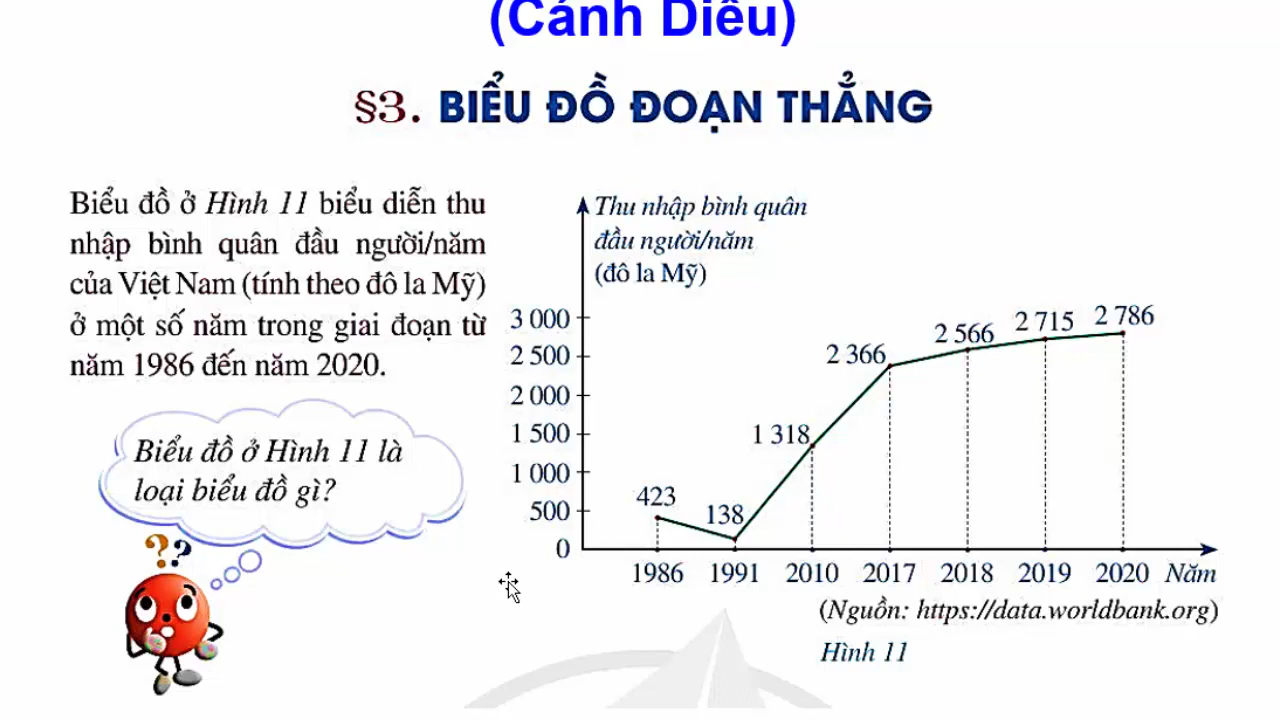 (Cánh Diều)
§3. BIỂU ĐỒ ĐOẠN THẲNG
Biểu đồ ở Hình 11 biểu diễn thu
nhập bình quân đầu người/năm
của Việt Nam (tính theo đô la Mỹ)
ở một số năm trong giai đoạn từ
năm 1986 đến năm 2020.
Biểu đồ ở Hình 11 là
loại biểu đồ gì?
? ?
Thu nhập bình quân
đầu người/năm
(đô la Mỹ)
3 000
2 500
2 000
1 500
1 000
500
0
423
138
1 318
2 366
2 566
2 715
2 786
1986 1991 2010 2017 2018 2019 2020 Năm
(Nguồn: https://data.worldbank.org)
Hình 11